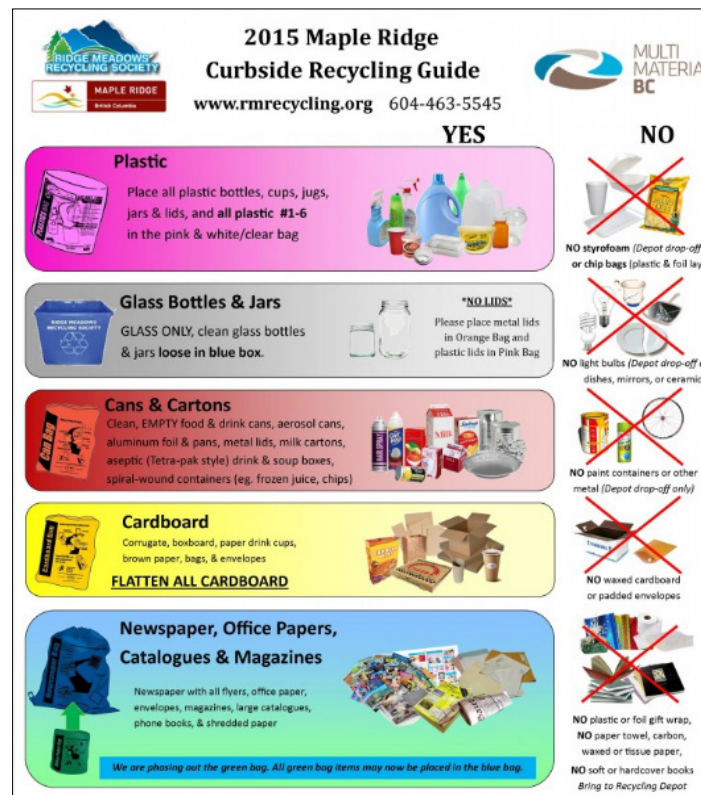 RIDGE MEADOWS
RECYCLING SOCIETY
MAPLE RIDGE
British Columbia
2015 Maple Ridge
Curbside Recycling Guide
www.rmrecycling.org 604-463-5545
MULTI
MATERIA
BC
YES
NO
Plastic
Place all plastic bottles, cups, jugs,
jars & lids, and all plastic #1-6
in the pink & white/clear bag
NO styrofoam (Depot drop-off
or chip bags (plastic & foil lay
Glass Bottles & Jars
GLASS ONLY, clean glass bottles
& jars loose in blue box.
RIDGE MEADOWS
RECYCLING SOCIETY
*NO LIDS*
Please place metal lids
in Orange Bag and
plastic lids in Pink Bag
NO light bulbs (Depot drop-off
dishes, mirrors, or ceramic
Cans & Cartons
Clean, EMPTY food & drink cans, aerosol cans,
aluminum foil & pans, metal lids, milk cartons,
aseptic (Tetra-pak style) drink & soup boxes,
spiral-wound containers (eg. frozen juice, chips)
Can Bag
HAIR SPRAY
MILK
NO paint containers or other
metal (Depot drop-off only)
Cardboard
Corrugate, boxboard, paper drink cups,
brown paper, bags, & envelopes
FLATTEN ALL CARDBOARD
NO waxed cardboard
or padded envelopes
Newspaper, Office Papers,
Catalogues & Magazines
Newspaper with all flyers, office paper,
envelopes, magazines, large catalogues,
phone books, & shredded paper
We are phasing out the green bag. All green bag items may now be placed in the blue bag.
NO plastic or foil gift wrap,
NO paper towel, carbon,
waxed or tissue paper,
NO soft or hardcover books
Bring to Recycling Depot